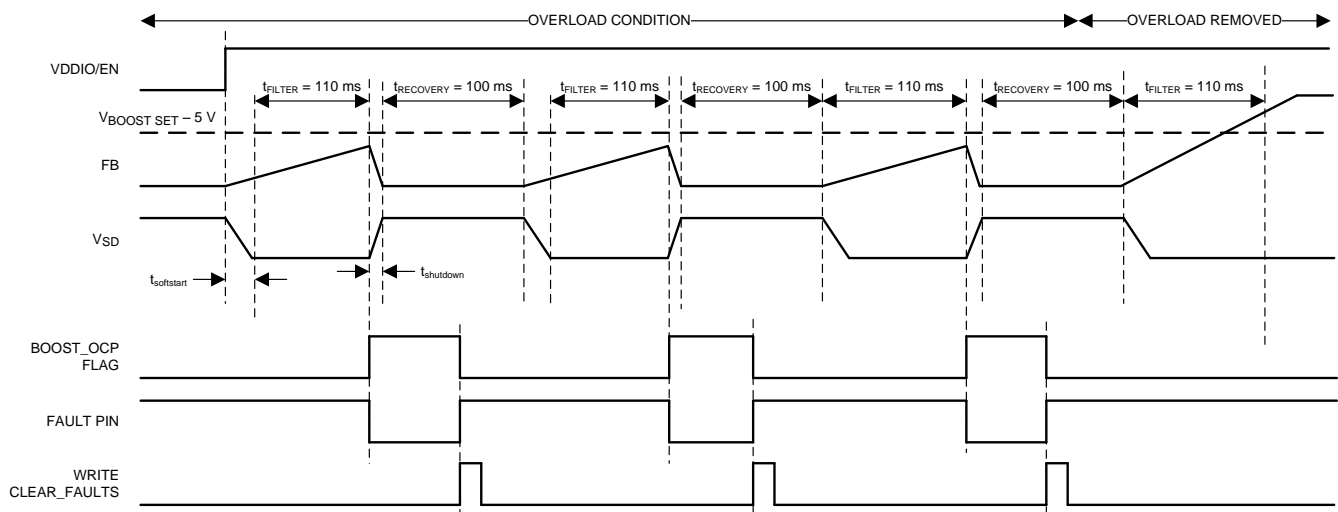 OVERLOAD CONDITION
OVERLOAD REMOVED
VDDIO/EN
tFILTER = 110 ms
tRECOVERY = 100 ms
tFILTER = 110 ms
tRECOVERY = 100 ms
tFILTER = 110 ms
tRECOVERY = 100 ms
tFILTER = 110 ms
VBOOST SET – 5 V
FB
VSD
tsoftstart
tshutdown
BOOST_OCP
FLAG
FAULT PIN
WRITE
CLEAR_FAULTS